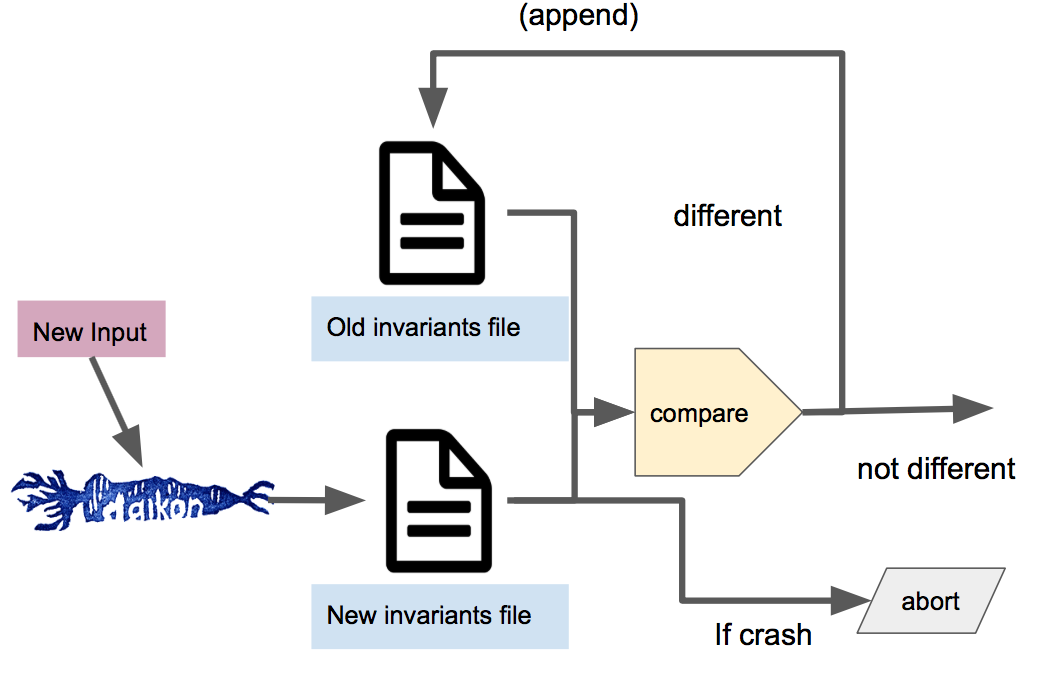 (append)
different
Old invariants file
New Input
compare
not different
daikon
abort
New invariants file
If crash